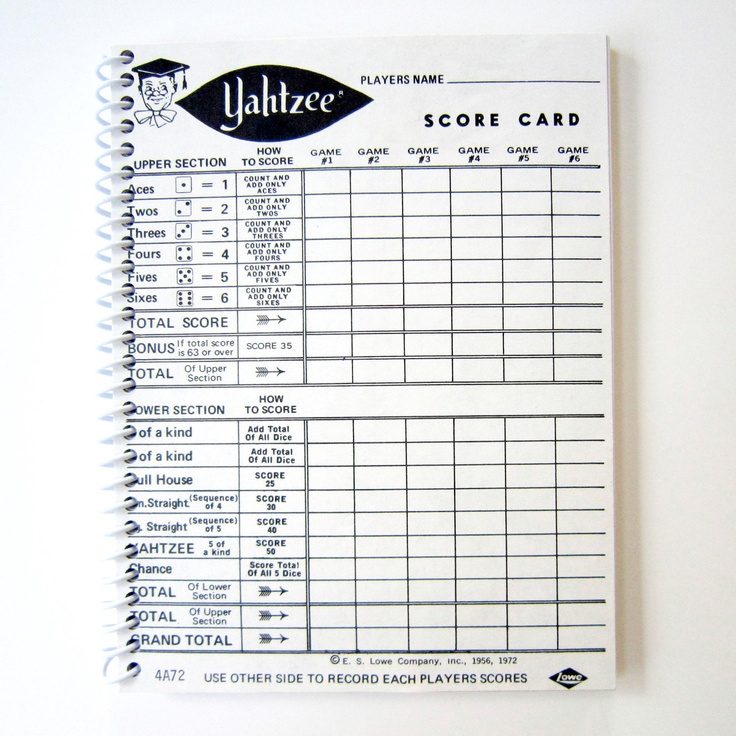 Yahtzee®
PLAYERS NAME
SCORE CARD
UPPER SECTION
HOW
TO SCORE
GAME
#1
GAME
#2
GAME
#3
GAME
#4
GAME
#5
GAME
#6
Aces = 1
COUNT AND
ADD ONLY
ACES
Twos = 2
COUNT AND
ADD ONLY
TWOS
Threes = 3
COUNT AND
ADD ONLY
THREES
Fours = 4
COUNT AND
ADD ONLY
FOURS
Fives = 5
COUNT AND
ADD ONLY
FIVES
Sixes = 6
COUNT AND
ADD ONLY
SIXES
TOTAL SCORE
BONUS If total score
is 63 or over
SCORE 35
TOTAL Of Upper
Section
LOWER SECTION
HOW
TO SCORE
of a kind
Add Total
Of All Dice
of a kind
Add Total
Of All Dice
Full House
SCORE
25
m.Straight (Sequence)
of 4
SCORE
30
. Straight (Sequence)
of 5
SCORE
40
YAHTZEE 5 of
a kind
SCORE
50
Chance
Score Total
Of All 5 Dice
TOTAL Of Lower
Section
TOTAL Of Upper
Section
GRAND TOTAL
© E. S. Lowe Company, Inc., 1956, 1972
4A72
USE OTHER SIDE TO RECORD EACH PLAYERS SCORES
Lowe